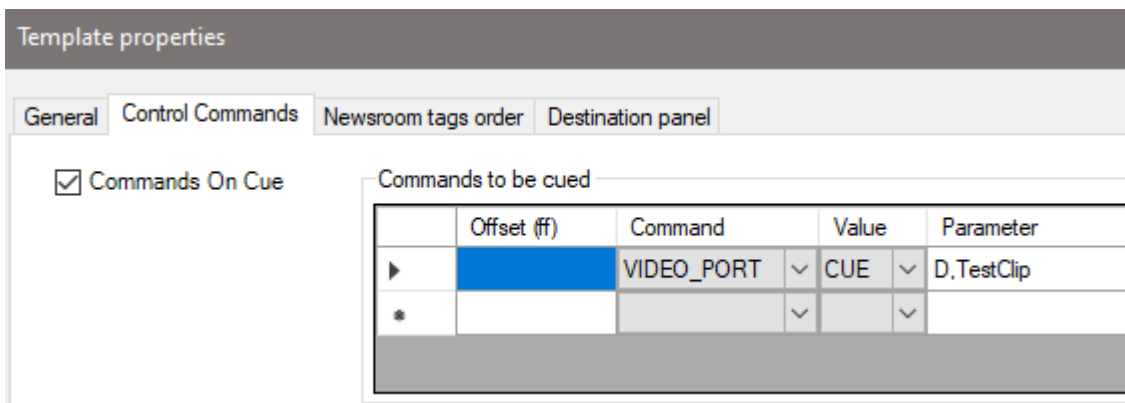 Template properties
General Control Commands Newsroom tags order Destination panel
Commands On Cue
Commands to be cued
Offset (ff) Command Value Parameter
VIDEO_PORT CUE D,TestClip